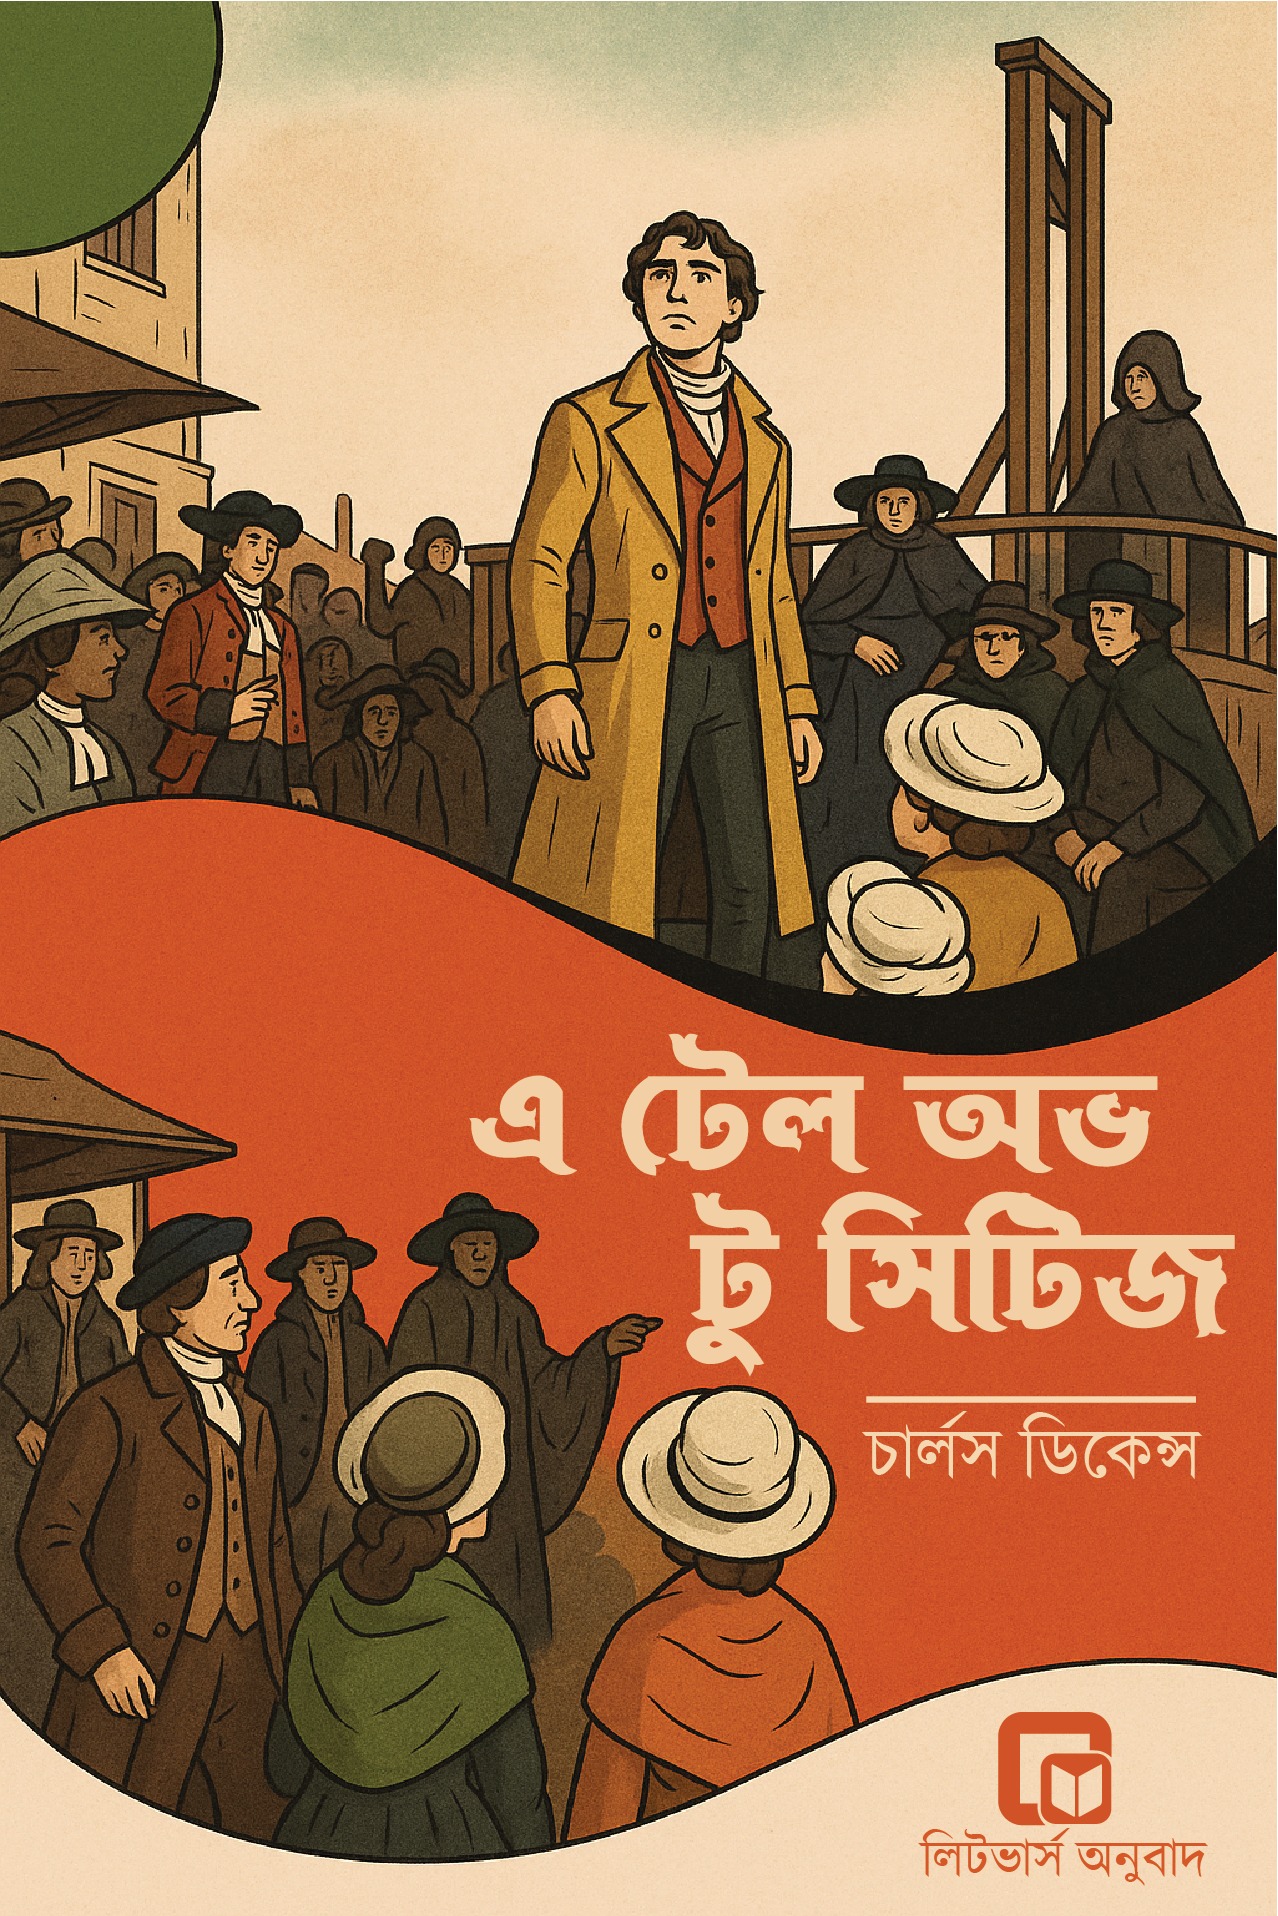 এ টেল অভ
টু সিটিজ
চার্লস ডিকেন্স
লিটভার্স অনুবাদ